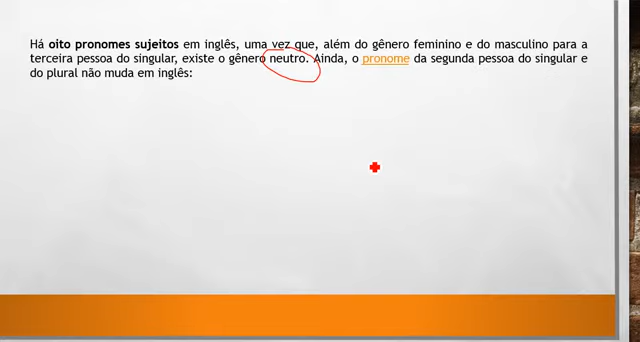 Há oito pronomes sujeitos em inglês, uma vez que, além do gênero feminino e do masculino para a
terceira pessoa do singular, existe o gênero neutro. Ainda, o pronome da segunda pessoa do singular e
do plural não muda em inglês: